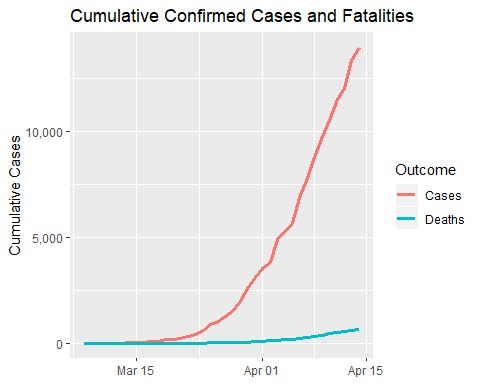 Cumulative Confirmed Cases and Fatalities
Cumulative Cases
10,000
5,000
0
Mar 15
Apr 01
Apr 15
Outcome
Cases
Deaths